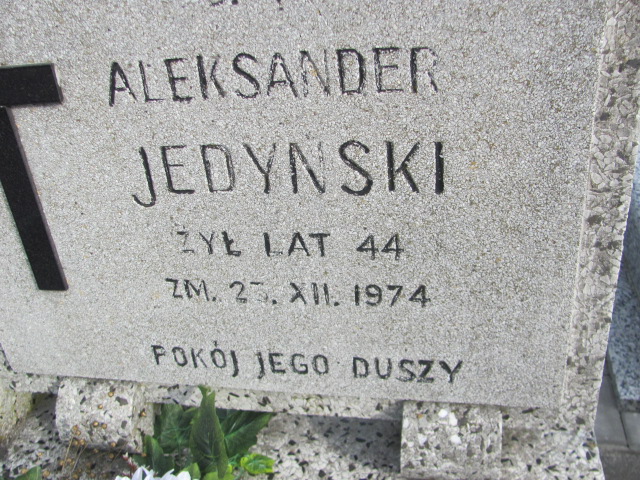 ALEKSANDER
JEDYNSKI
ŻYŁ LAT 44
ZM. XII. 1974
POKÓJ JEGO DUSZY